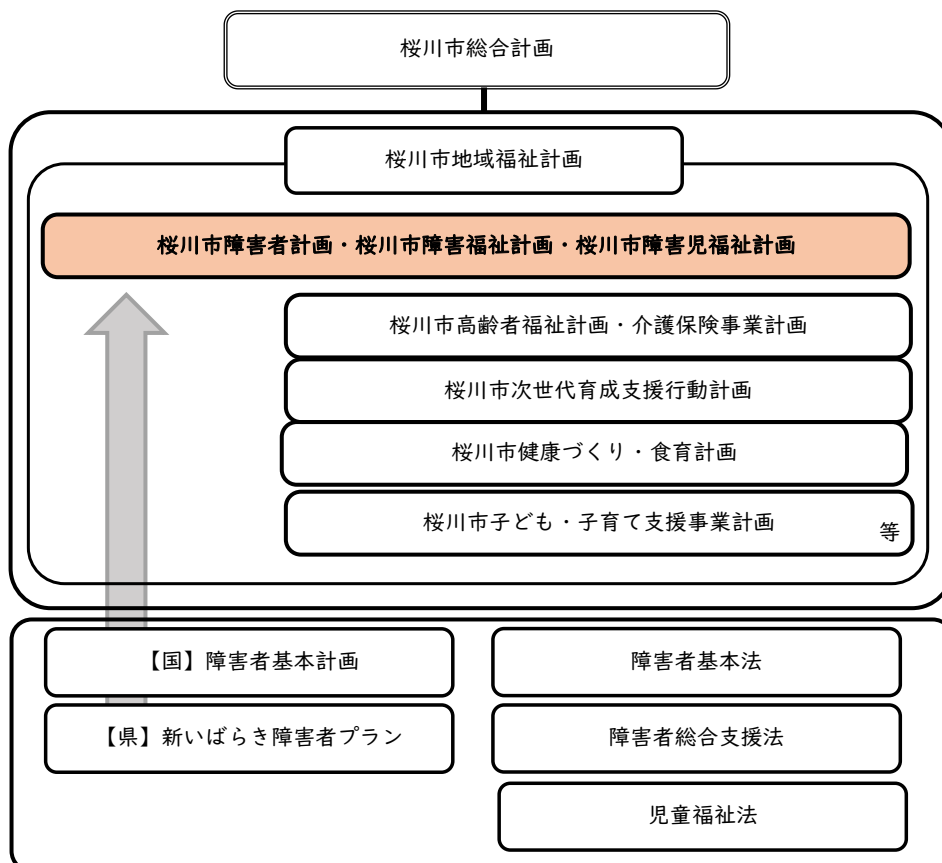 桜川市総合計画
桜川市地域福祉計画
桜川市障害者計画・桜川市障害福祉計画・桜川市障害児福祉計画
桜川市高齢者福祉計画・介護保険事業計画
桜川市次世代育成支援行動計画
桜川市健康づくり・食育計画
桜川市子ども・子育て支援事業計画
等
【国】障害者基本計画
障害者基本法
【県】新いばらき障害者プラン
障害者総合支援法
児童福祉法